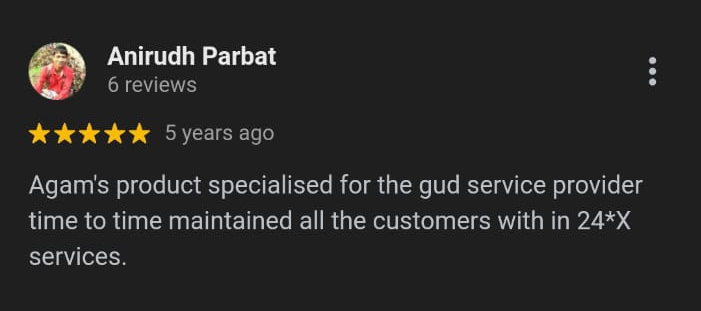 Anirudh Parbat
6 reviews
5 years ago
Agam's product specialised for the gud service provider
time to time maintained all the customers with in 24*X
services.